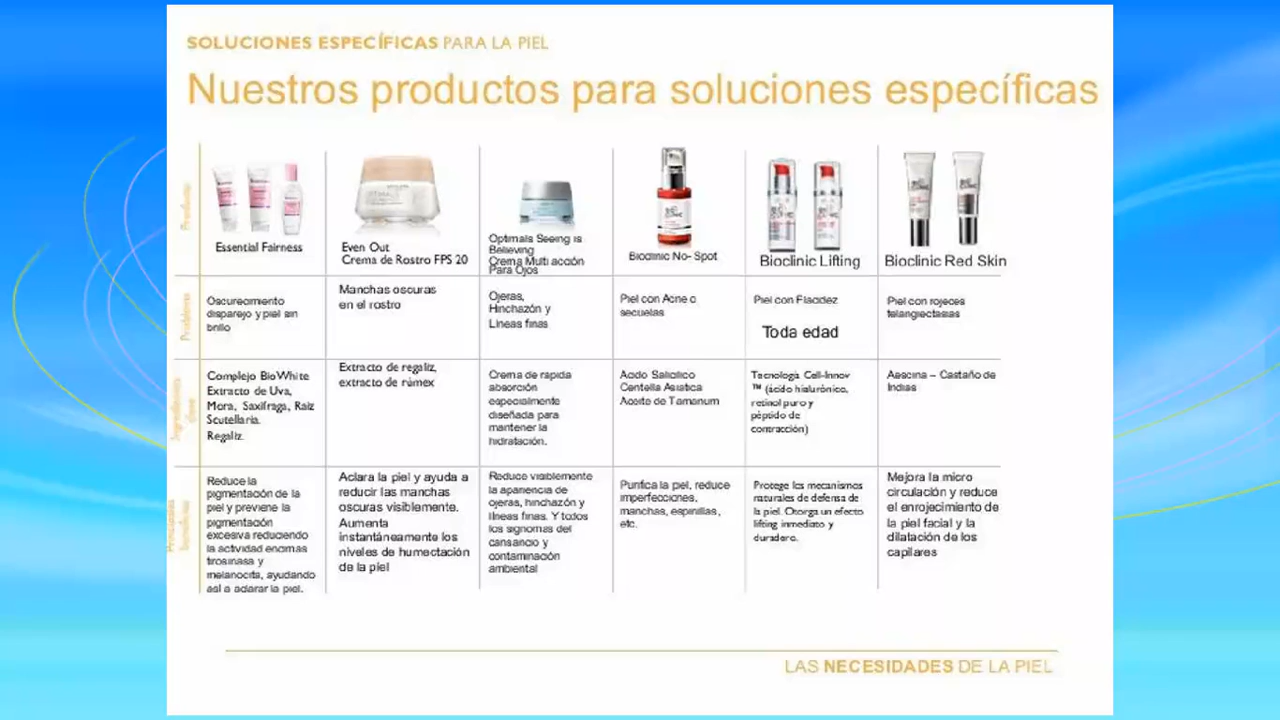 SOLUCIONES ESPECÍFICAS PARA LA PIEL
Nuestros productos para soluciones específicas
Producto
Essential Fairness
Even Out
Crema de Rostro FPS 20
Optimals Seeing is
Believing
Crema Multi acción
Para Ojos
Bioclinic No- Spot
Bioclinic Lifting
Bioclinic Red Skin
Problema
Oscurecimiento
disparejo y piel sin
brillo
Manchas oscuras
en el rostro
Ojeras,
Hinchazón y
Líneas finas
Piel con Acne o
secuelas
Piel con Flacidez
Toda edad
Piel con rojeces
telangiectasias
Ingredientes
clave
Complejo BioWhite
Extracto de Uva,
Mora, Saxífraga, Raíz
Scutellaria.
Regaliz.
Extracto de regaliz,
extracto de rúmex
Crema de rapida
absorción
especialmente
diseñada para
mantener la
hidratación.
Acido Salicilico
Centella Asiatica
Aceite de Tamanum
Tecnología Cell-Innov
™ (ácido hialurónico,
retinol puro y
péptido de
contracción)
Aescina – Castaño de
Indias
Principales
beneficios
Reduce la
pigmentación de la
piel y previene la
pigmentación
excesiva reduciendo
la actividad encimas
tirosinasa y
melanocita, ayudando
así a aclarar la piel.
Aclara la piel y ayuda a
reducir las manchas
oscuras visiblemente.
Aumenta
instantáneamente los
niveles de humectación
de la piel
Reduce visiblemente
la apariencia de
ojeras, hinchazón y
líneas finas. Y todos
los signomas del
cansancio y
contaminación
ambiental
Purifica la piel, reduce
imperfecciones,
manchas, espinillas,
etc.
Protege los mecanismos
naturales de defensa de
la piel. Otorga un efecto
lifting inmediato y
duradero.
Mejora la micro
circulación y reduce
el enrojecimiento de
la piel facial y la
dilatación de los
capilares
LAS NECESIDADES DE LA PIEL